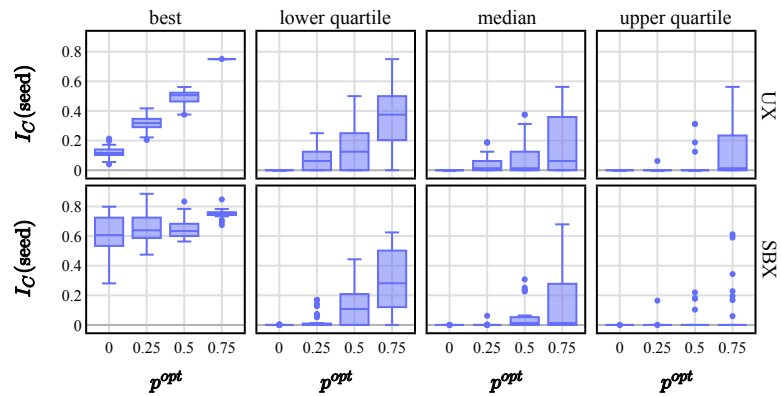 best lower quartile median upper quartile
0.8
0.6
0.4
0.2
0
I_C(seed)
UX
0.8
0.6
0.4
0.2
0
I_C(seed)
SBX
0 0.25 0.5 0.75 0 0.25 0.5 0.75 0 0.25 0.5 0.75 0 0.25 0.5 0.75
p^opt p^opt p^opt p^opt